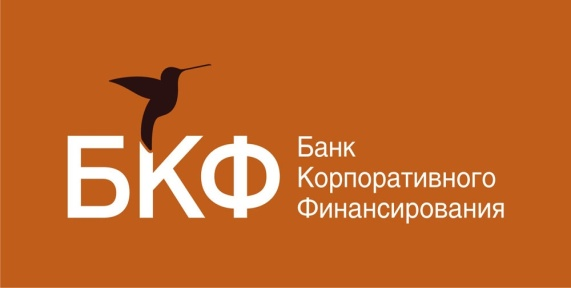 БКФ
Банк
Корпоративного
Финансирования